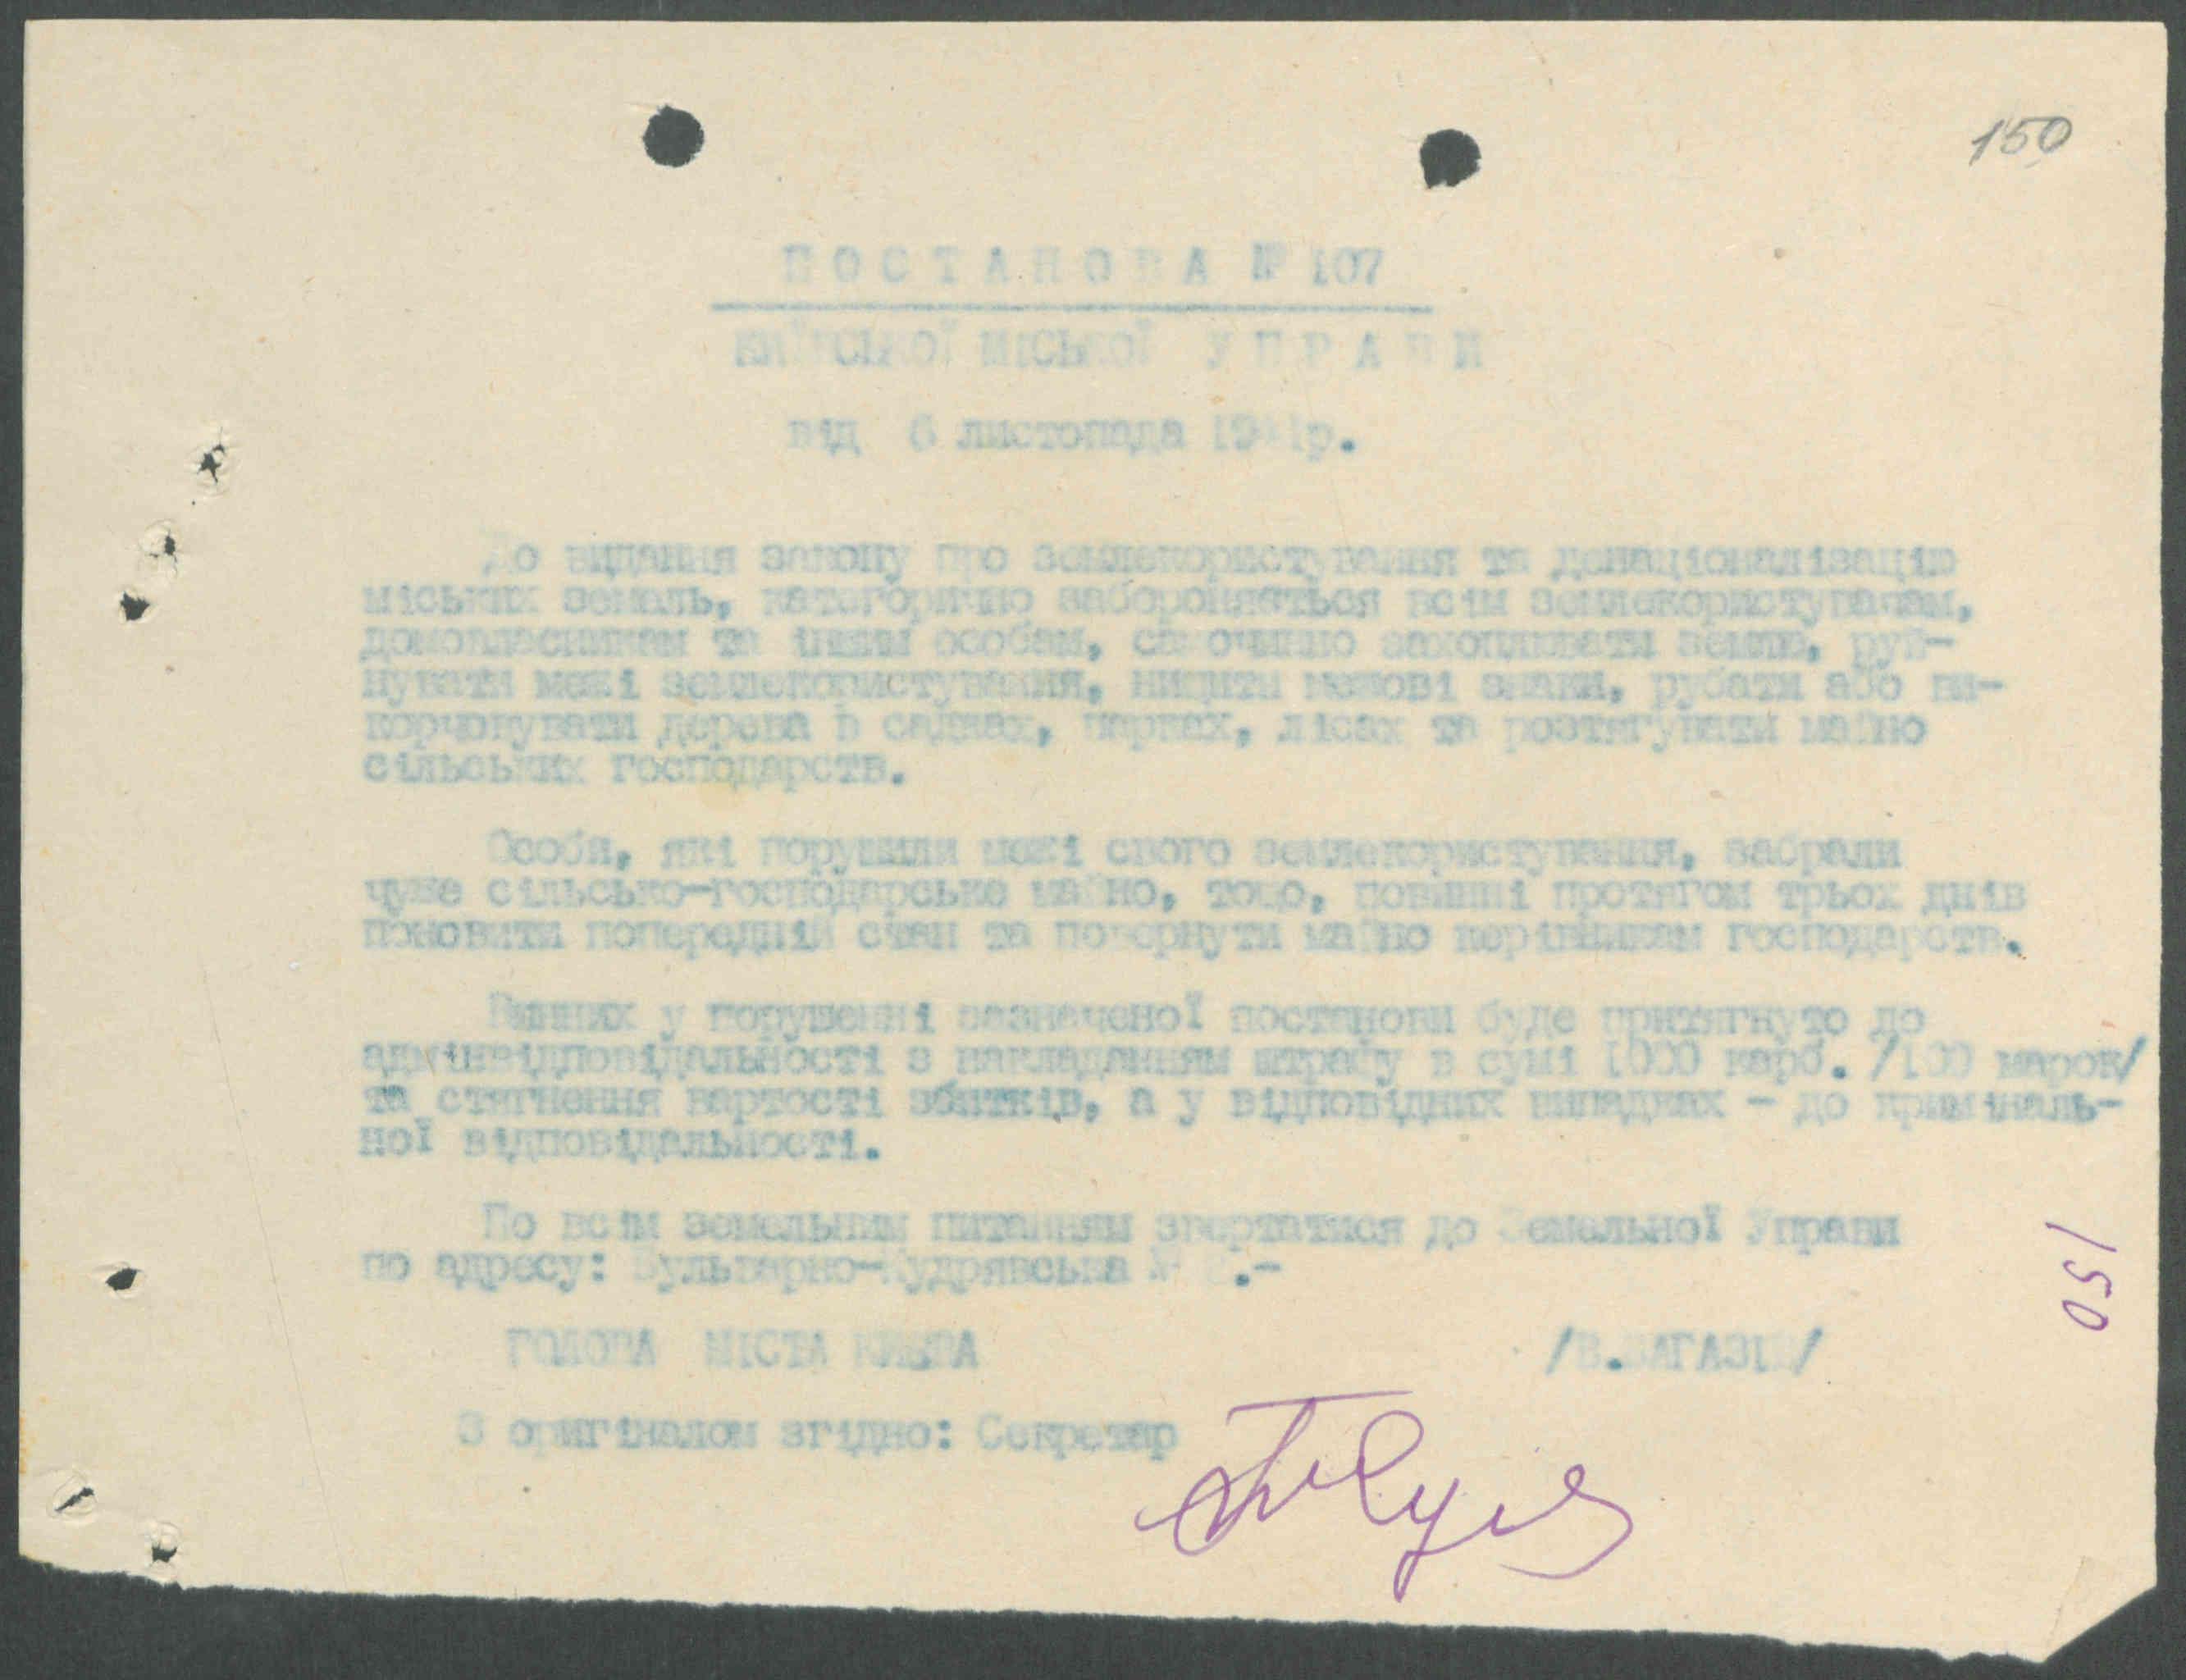 150
ПОСТАНОВА № 107
КИЇВСЬКОЇ МІСЬКОЇ УПРАВИ
від 6 листопада 1941р.
До видання закону про землекористування та денаціоналізацію
міських земель, категорично забороняється всім землекористувачам,
домовласникам та іншим особам, самочинно захоплювати землю, руй-
нувати межі землекористування, нищити межові знаки, рубати або ви-
корчовувати дерева в садках, парках, лісах та розтягувати майно
сільських господарств.
Особи, які порушили межі свого землекористування, забрали
чуже сільсько-господарське майно, тощо, повинні протягом трьох днів
поновити попередній стан та повернути майно керівникам господарств.
Винних у порушенні зазначеної постанови буде притягнуто до
адмінвідповідальності з накладанням штрафу в сумі 1000 карб. /100 марок/
та стягнення вартості збитків, а у відповідних випадках - до криміналь-
ної відповідальності.
По всім земельним питанням звертатися до Земельної Управи
по адресу: Бульварно-Кудрявська №
ГОЛОВА МІСТА КИЄВА /В.БАГАЗІЙ/
З оригіналом згідно: Секретар
150